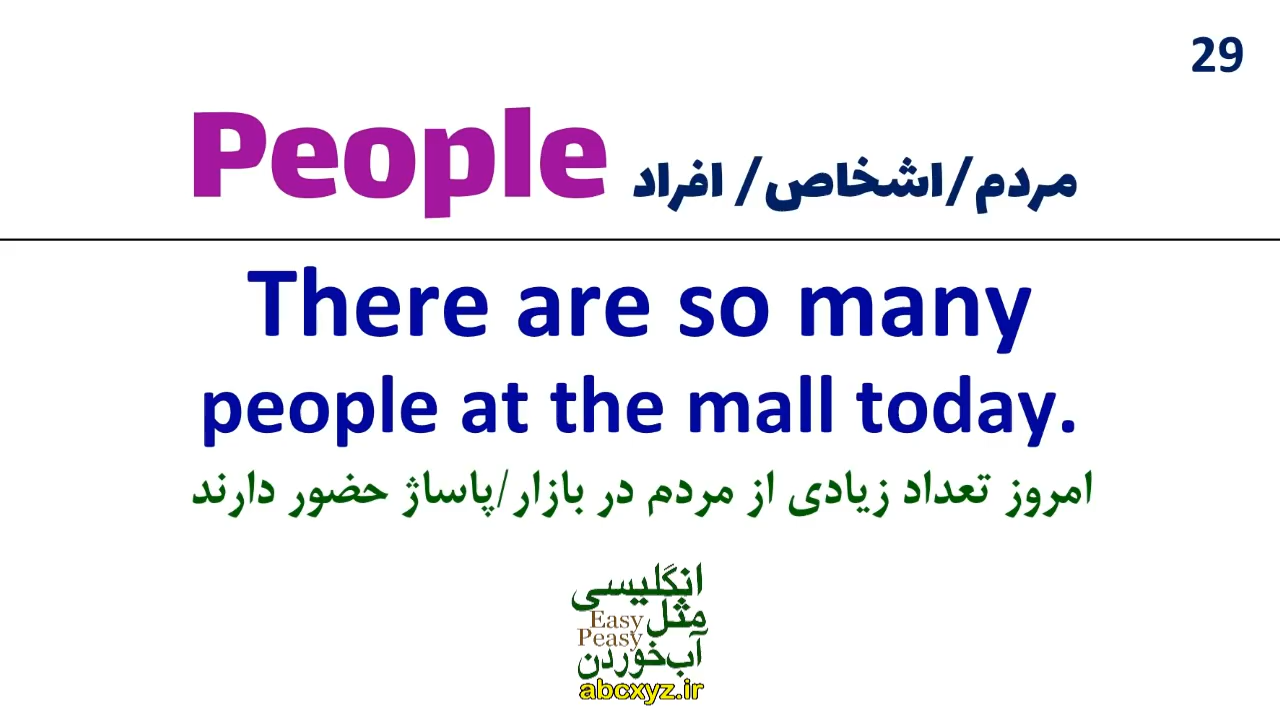 29
People مردم/اشخاص/ افراد
There are so many
people at the mall today.
امروز تعداد زیادی از مردم در بازار/پاساژ حضور دارند
انگلیسی
مثل Easy
Peasy
آب‌خوردن
abcxyz.ir